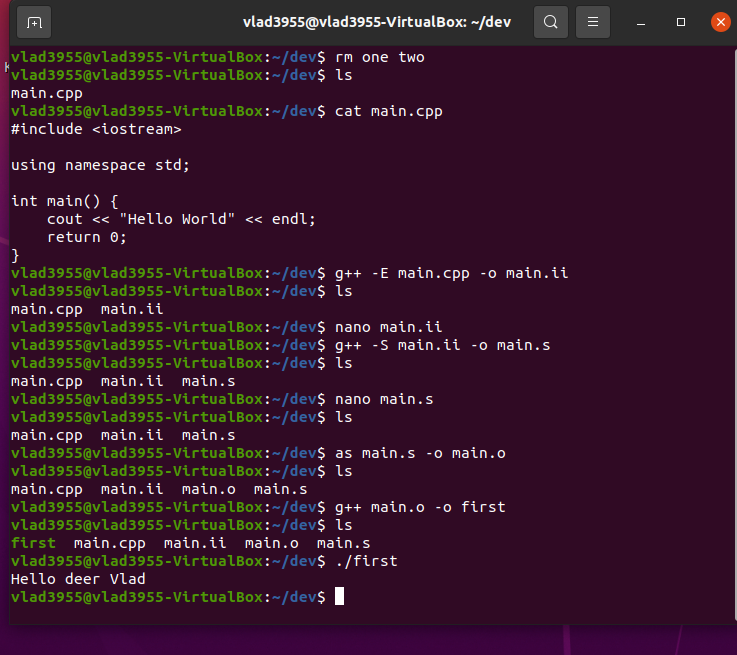 vlad3955@vlad3955-VirtualBox: ~/dev
vlad3955@vlad3955-VirtualBox:~/dev$ rm one two
vlad3955@vlad3955-VirtualBox:~/dev$ ls
main.cpp
vlad3955@vlad3955-VirtualBox:~/dev$ cat main.cpp
#include <iostream>

using namespace std;

int main() {
    cout << "Hello World" << endl;
    return 0;
}
vlad3955@vlad3955-VirtualBox:~/dev$ g++ -E main.cpp -o main.ii
vlad3955@vlad3955-VirtualBox:~/dev$ ls
main.cpp  main.ii
vlad3955@vlad3955-VirtualBox:~/dev$ nano main.ii
vlad3955@vlad3955-VirtualBox:~/dev$ g++ -S main.ii -o main.s
vlad3955@vlad3955-VirtualBox:~/dev$ ls
main.cpp  main.ii  main.s
vlad3955@vlad3955-VirtualBox:~/dev$ nano main.s
vlad3955@vlad3955-VirtualBox:~/dev$ ls
main.cpp  main.ii  main.s
vlad3955@vlad3955-VirtualBox:~/dev$ as main.s -o main.o
vlad3955@vlad3955-VirtualBox:~/dev$ ls
main.cpp  main.ii  main.o  main.s
vlad3955@vlad3955-VirtualBox:~/dev$ g++ main.o -o first
vlad3955@vlad3955-VirtualBox:~/dev$ ls
first  main.cpp  main.ii  main.o  main.s
vlad3955@vlad3955-VirtualBox:~/dev$ ./first
Hello deer Vlad
vlad3955@vlad3955-VirtualBox:~/dev$